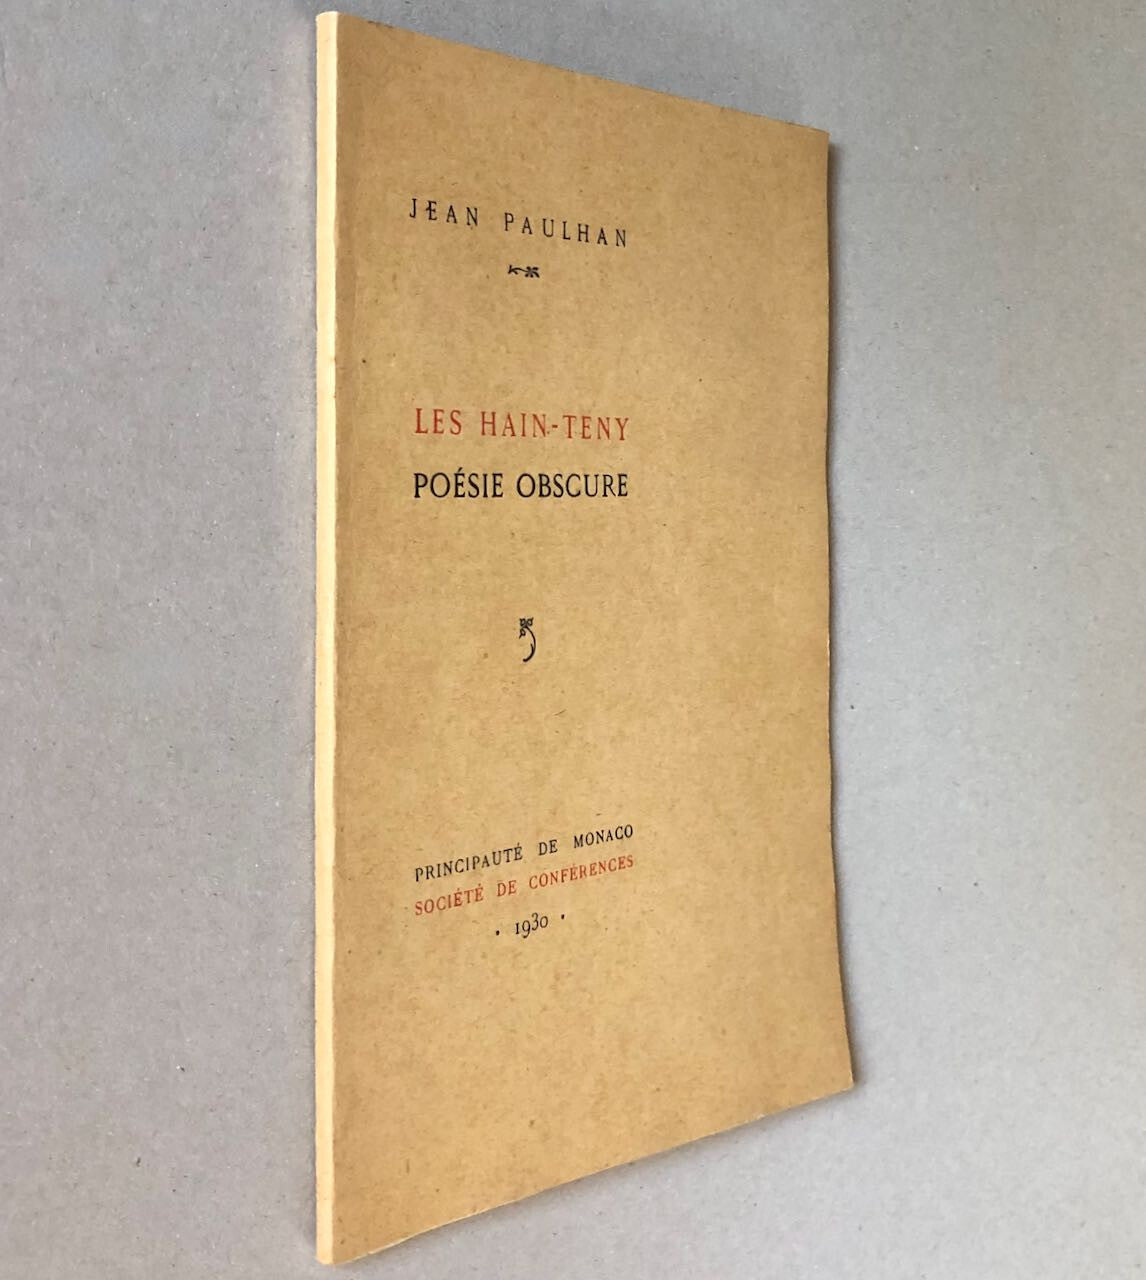 JEAN PAULHAN
LES HAIN-TENY
POÉSIE OBSCURE
PRINCIPAUTÉ DE MONACO
SOCIÉTÉ DE CONFÉRENCES
• 1930 •